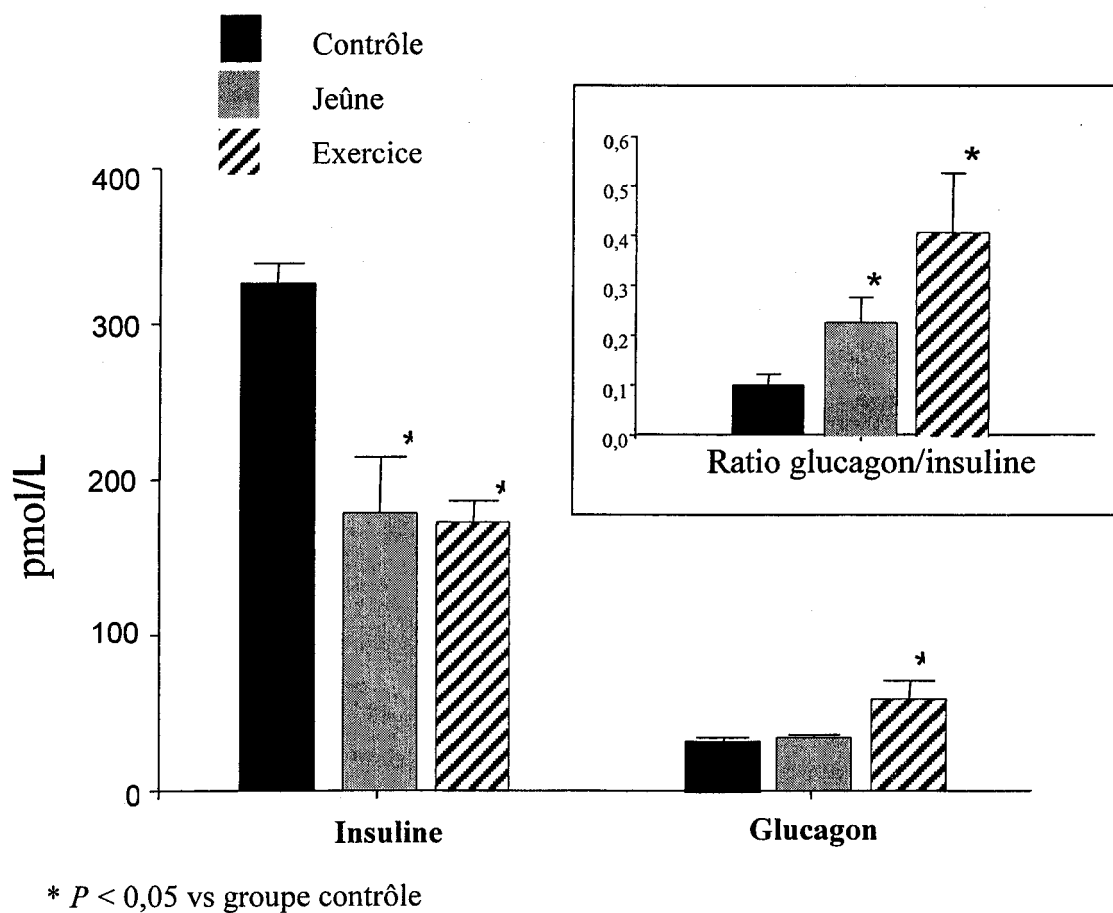 Contrôle
Jeûne
Exercice
pmol/L
400
300
200
100
0
*
*
*
Insuline
Glucagon
0,6
0,5
0,4
0,3
0,2
0,1
0,0
*
*
Ratio glucagon/insuline
* P < 0,05 vs groupe contrôle